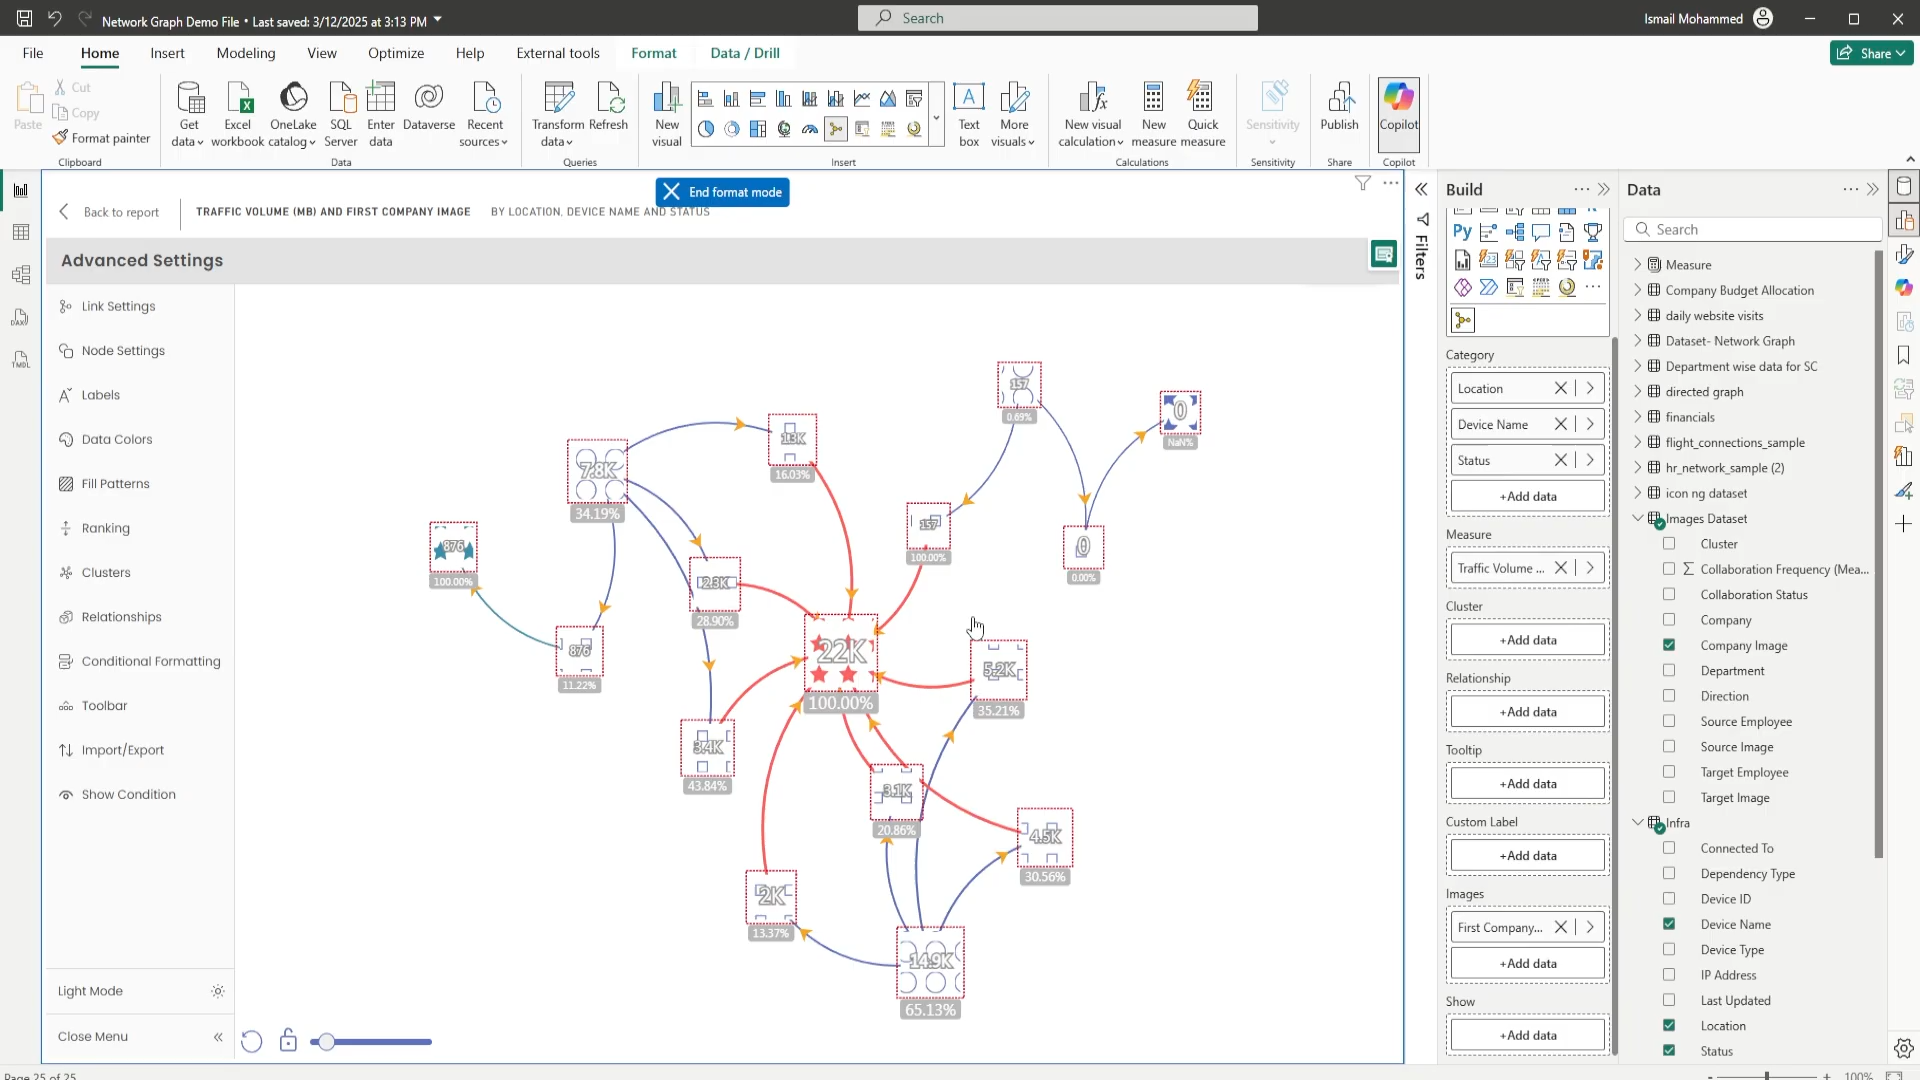 Network Graph Demo File • Last saved: 3/12/2025 at 3:13 PM
Search
Ismail Mohammed
File
Home
Insert
Modeling
View
Optimize
Help
External tools
Format
Data / Drill
Share
Paste
Cut
Copy
Format painter
Clipboard
Get data
Excel workbook
OneLake catalog
SQL Server
Enter data
Dataverse
Recent sources
Data
Transform data
Refresh
Queries
New visual
Text box
More visuals
Insert
New visual calculation
New measure
Quick measure
Calculations
Sensitivity
Sensitivity
Publish
Share
Copilot
Copilot
End format mode
Back to report
TRAFFIC VOLUME (MB) AND FIRST COMPANY IMAGE
BY LOCATION, DEVICE NAME AND STATUS
Advanced Settings
Link Settings
Node Settings
Labels
Data Colors
Fill Patterns
Ranking
Clusters
Relationships
Conditional Formatting
Toolbar
Import/Export
Show Condition
Light Mode
Close Menu
157
0.69%
0
NaN%
13K
16.03%
7.8K
34.19%
157
100.00%
876
100.00%
0
0.00%
2.3K
28.90%
876
11.22%
22K
100.00%
5.2K
35.21%
3.4K
43.84%
3.1K
20.86%
4.5K
30.56%
2K
13.37%
14.9K
65.13%
Filters
Build
Py
123
Category
Location
Device Name
Status
+Add data
Measure
Traffic Volume ...
Cluster
+Add data
Relationship
+Add data
Tooltip
+Add data
Custom Label
+Add data
Images
First Company...
+Add data
Show
+Add data
Data
Search
Measure
Company Budget Allocation
daily website visits
Dataset- Network Graph
Department wise data for SC
directed graph
financials
flight_connections_sample
hr_network_sample (2)
icon ng dataset
Images Dataset
Cluster
Collaboration Frequency (Mea...
Collaboration Status
Company
Company Image
Department
Direction
Source Employee
Source Image
Target Employee
Target Image
Infra
Connected To
Dependency Type
Device ID
Device Name
Device Type
IP Address
Last Updated
Location
Status
DAX
TMDL
Page 25 of 25
100%